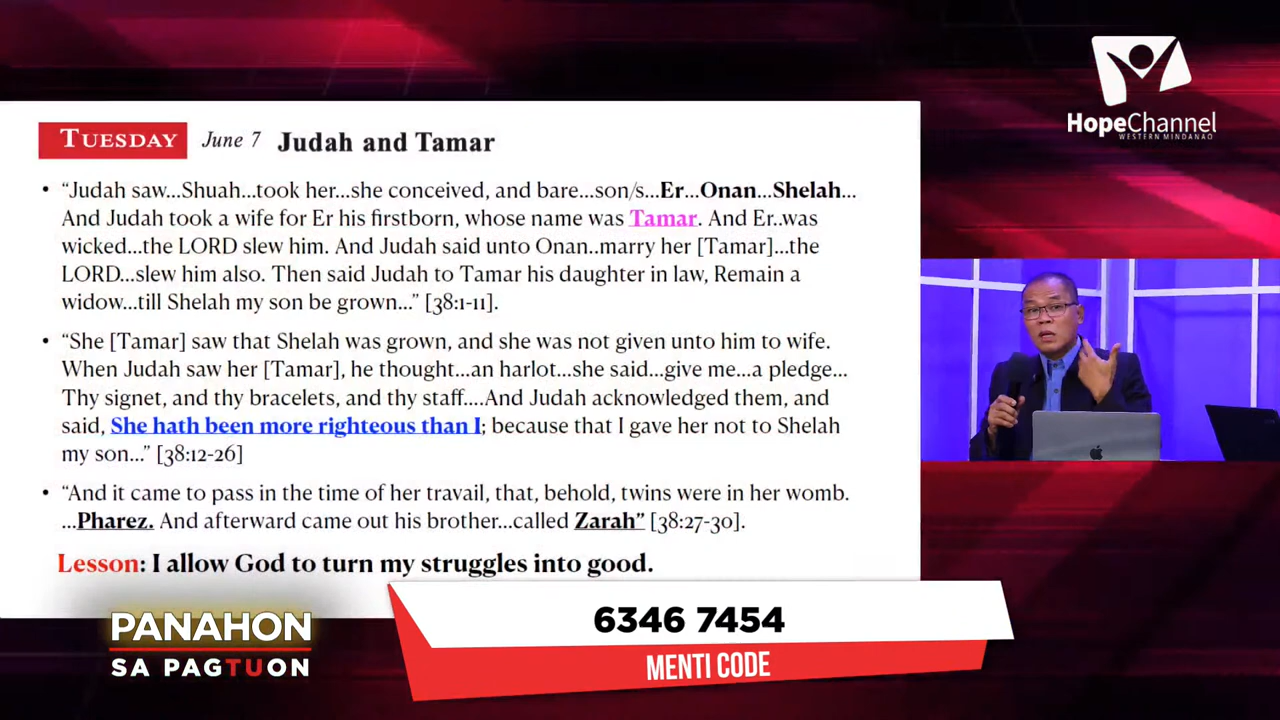 TUESDAY June 7 Judah and Tamar
• “Judah saw...Shuah...took her...she conceived, and bare...son/s...Er...Onan...Shelah...
And Judah took a wife for Er his firstborn, whose name was Tamar. And Er..was
wicked...the LORD slew him. And Judah said unto Onan..marry her [Tamar]...the
LORD...slew him also. Then said Judah to Tamar his daughter in law, Remain a
widow...till Shelah my son be grown...” [38:1-11].
• “She [Tamar] saw that Shelah was grown, and she was not given unto him to wife.
When Judah saw her [Tamar], he thought...an harlot...she said...give me...a pledge...
Thy signet, and thy bracelets, and thy staff....And Judah acknowledged them, and
said, She hath been more righteous than I; because that I gave her not to Shelah
my son...” [38:12-26]
• “And it came to pass in the time of her travail, that, behold, twins were in her womb.
...Pharez. And afterward came out his brother...called Zarah” [38:27-30].
Lesson: I allow God to turn my struggles into good.
HopeChannel
WESTERN MINDANAO
PANAHON
SA PAGTUON
6346 7454
MENTI CODE